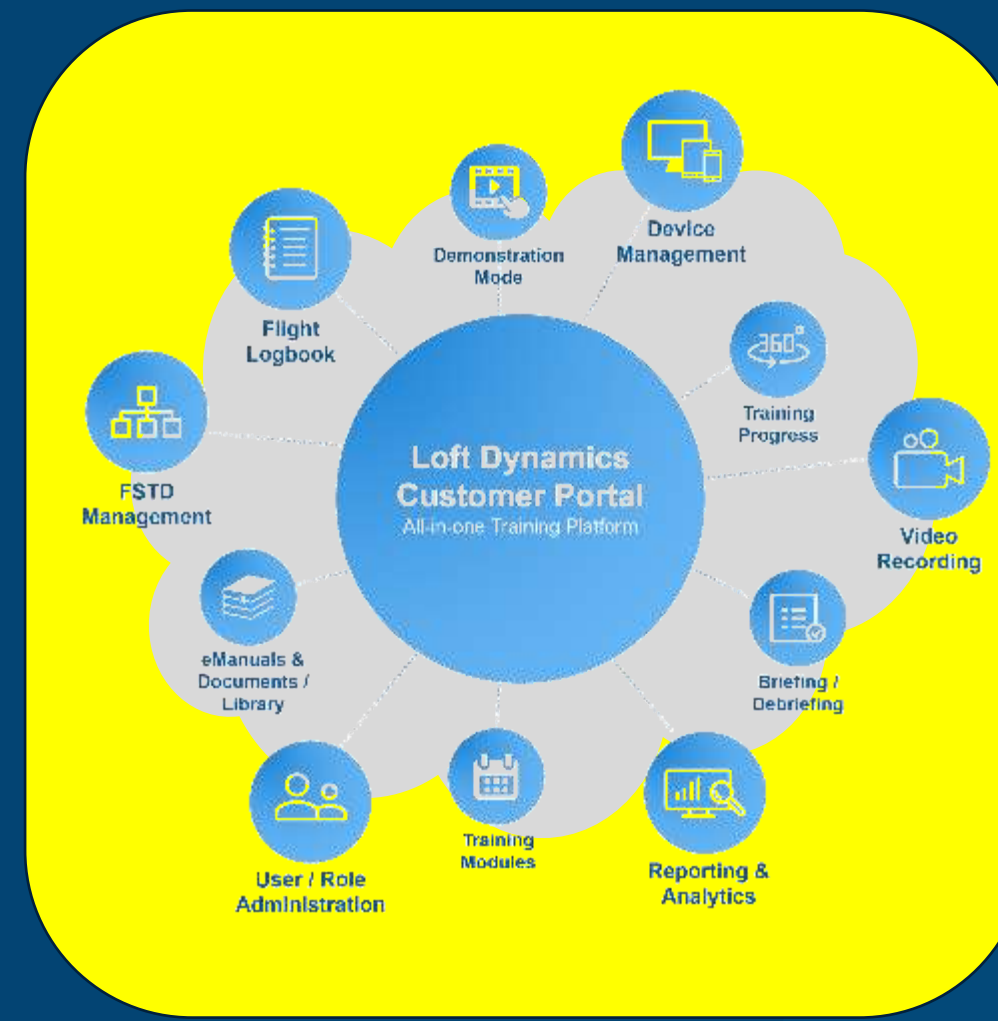 Device
Management
Demonstration
Mode
Flight
Logbook
360°
Training
Progress
Loft Dynamics
Customer Portal
All-in-one Training Platform
FSTD
Management
Video
Recording
eManuals &
Documents /
Library
Briefing /
Debriefing
Training
Modules
Reporting &
Analytics
User / Role
Administration